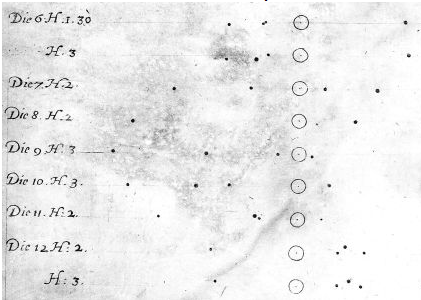 Die 6. H. 1. 30
H. 3
Die 7. H. 2
Die 8. H. 2
Die 9 H: 3
Die 10. H. 3.
Die 11. H: 2.
Die 12 H: 2.
H: 3.